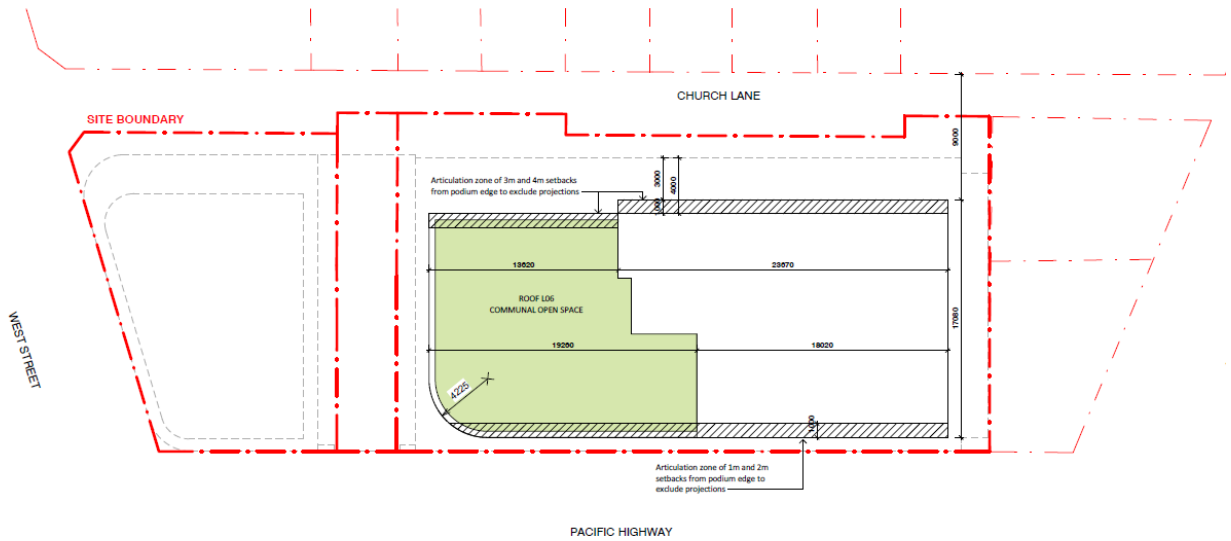 CHURCH LANE
SITE BOUNDARY
9000
Articulation zone of 3m and 4m setbacks
from podium edge to exclude projections
3000
4000
1000
13620
23670
ROOF L06
COMMUNAL OPEN SPACE
17080
WEST STREET
19260
18020
4225
1000
Articulation zone of 1m and 2m
setbacks from podium edge to
exclude projections
PACIFIC HIGHWAY